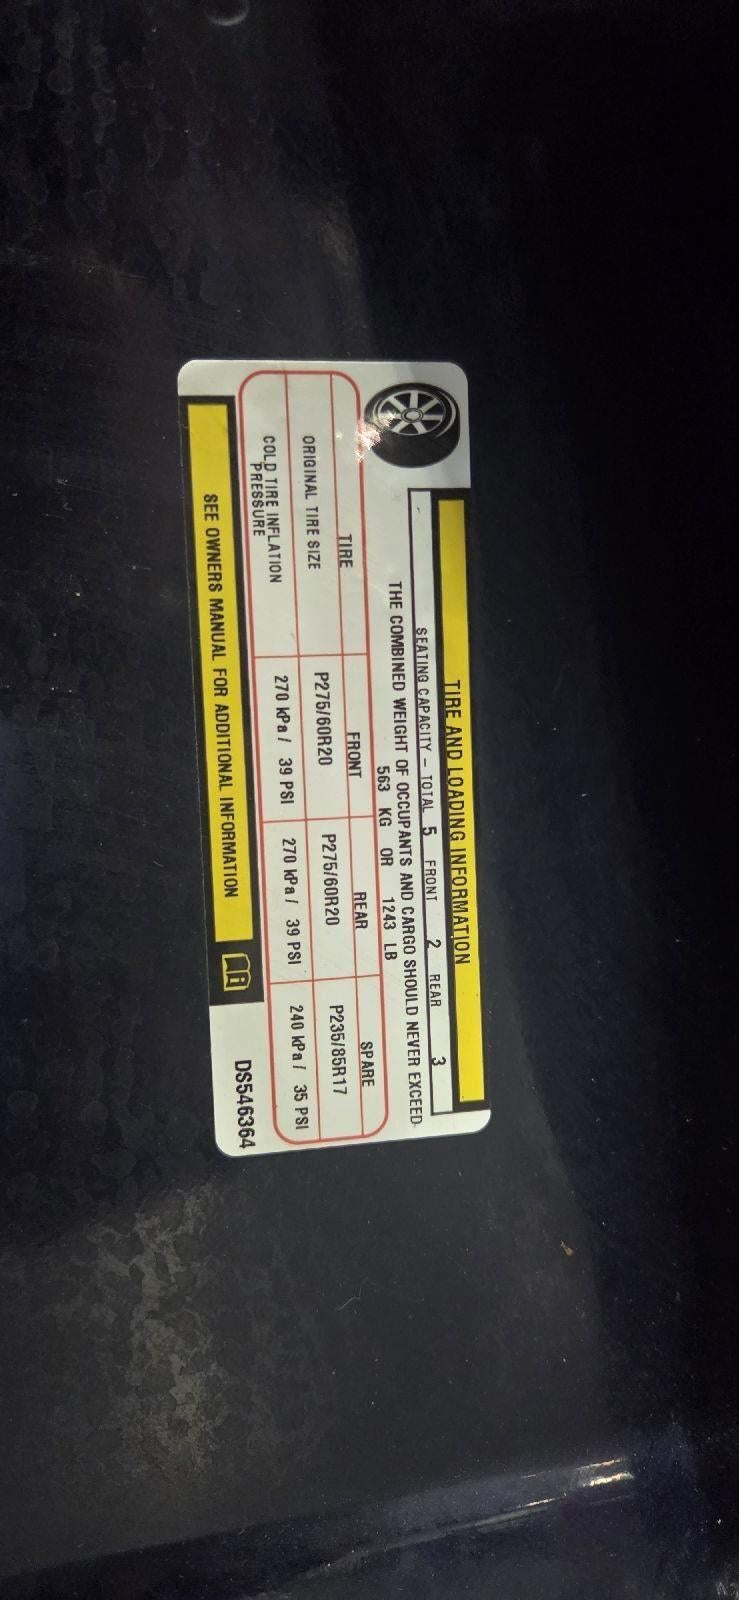 TIRE AND LOADING INFORMATION
SEATING CAPACITY – TOTAL 5 FRONT 2 REAR 3
THE COMBINED WEIGHT OF OCCUPANTS AND CARGO SHOULD NEVER EXCEED
563 KG OR 1243 LB
TIRE FRONT REAR SPARE
ORIGINAL TIRE SIZE P275/60R20 P275/60R20 P235/85R17
COLD TIRE INFLATION
PRESSURE 270 kPa / 39 PSI 270 kPa / 39 PSI 240 kPa / 35 PSI
SEE OWNERS MANUAL FOR ADDITIONAL INFORMATION
DS546364